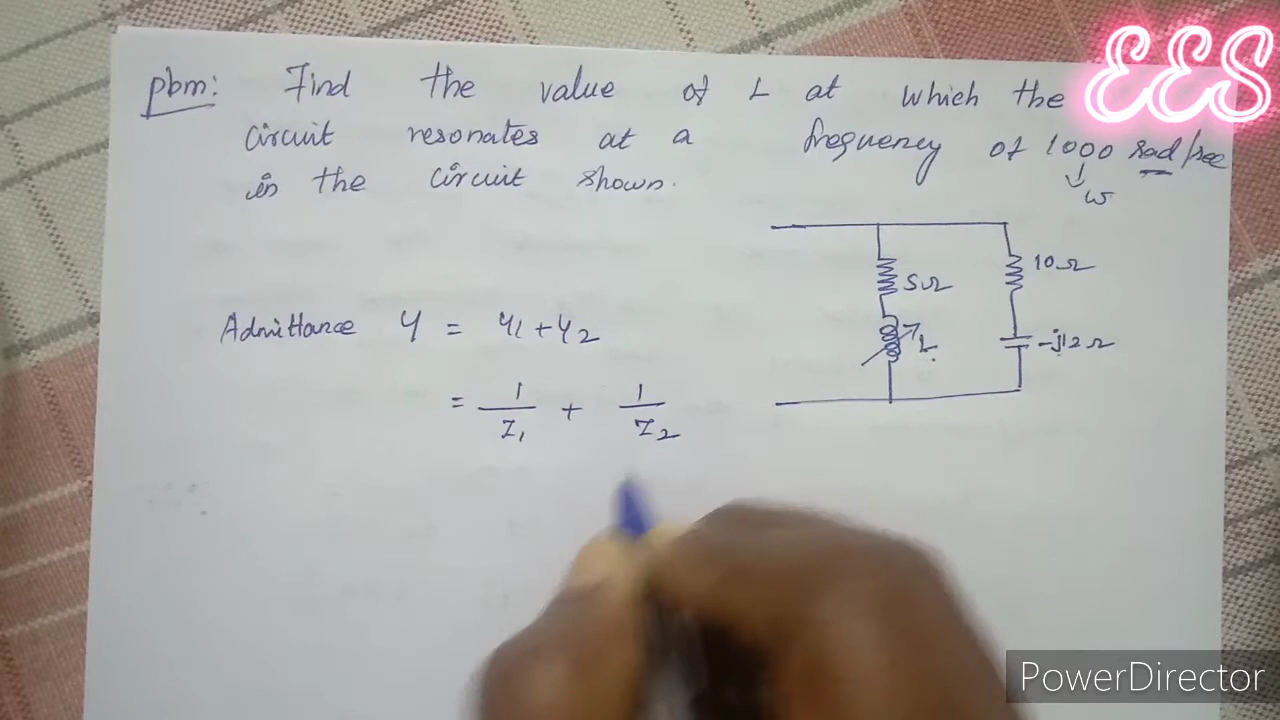 pbm: Find the value of L at which the
circuit resonates at a frequency of 1000 rad/sec
in the circuit shown.
ω
10Ω
5Ω
L
-j12Ω
Admittance Y = Y1 + Y2
= 1/Z1 + 1/Z2
EES
PowerDirector